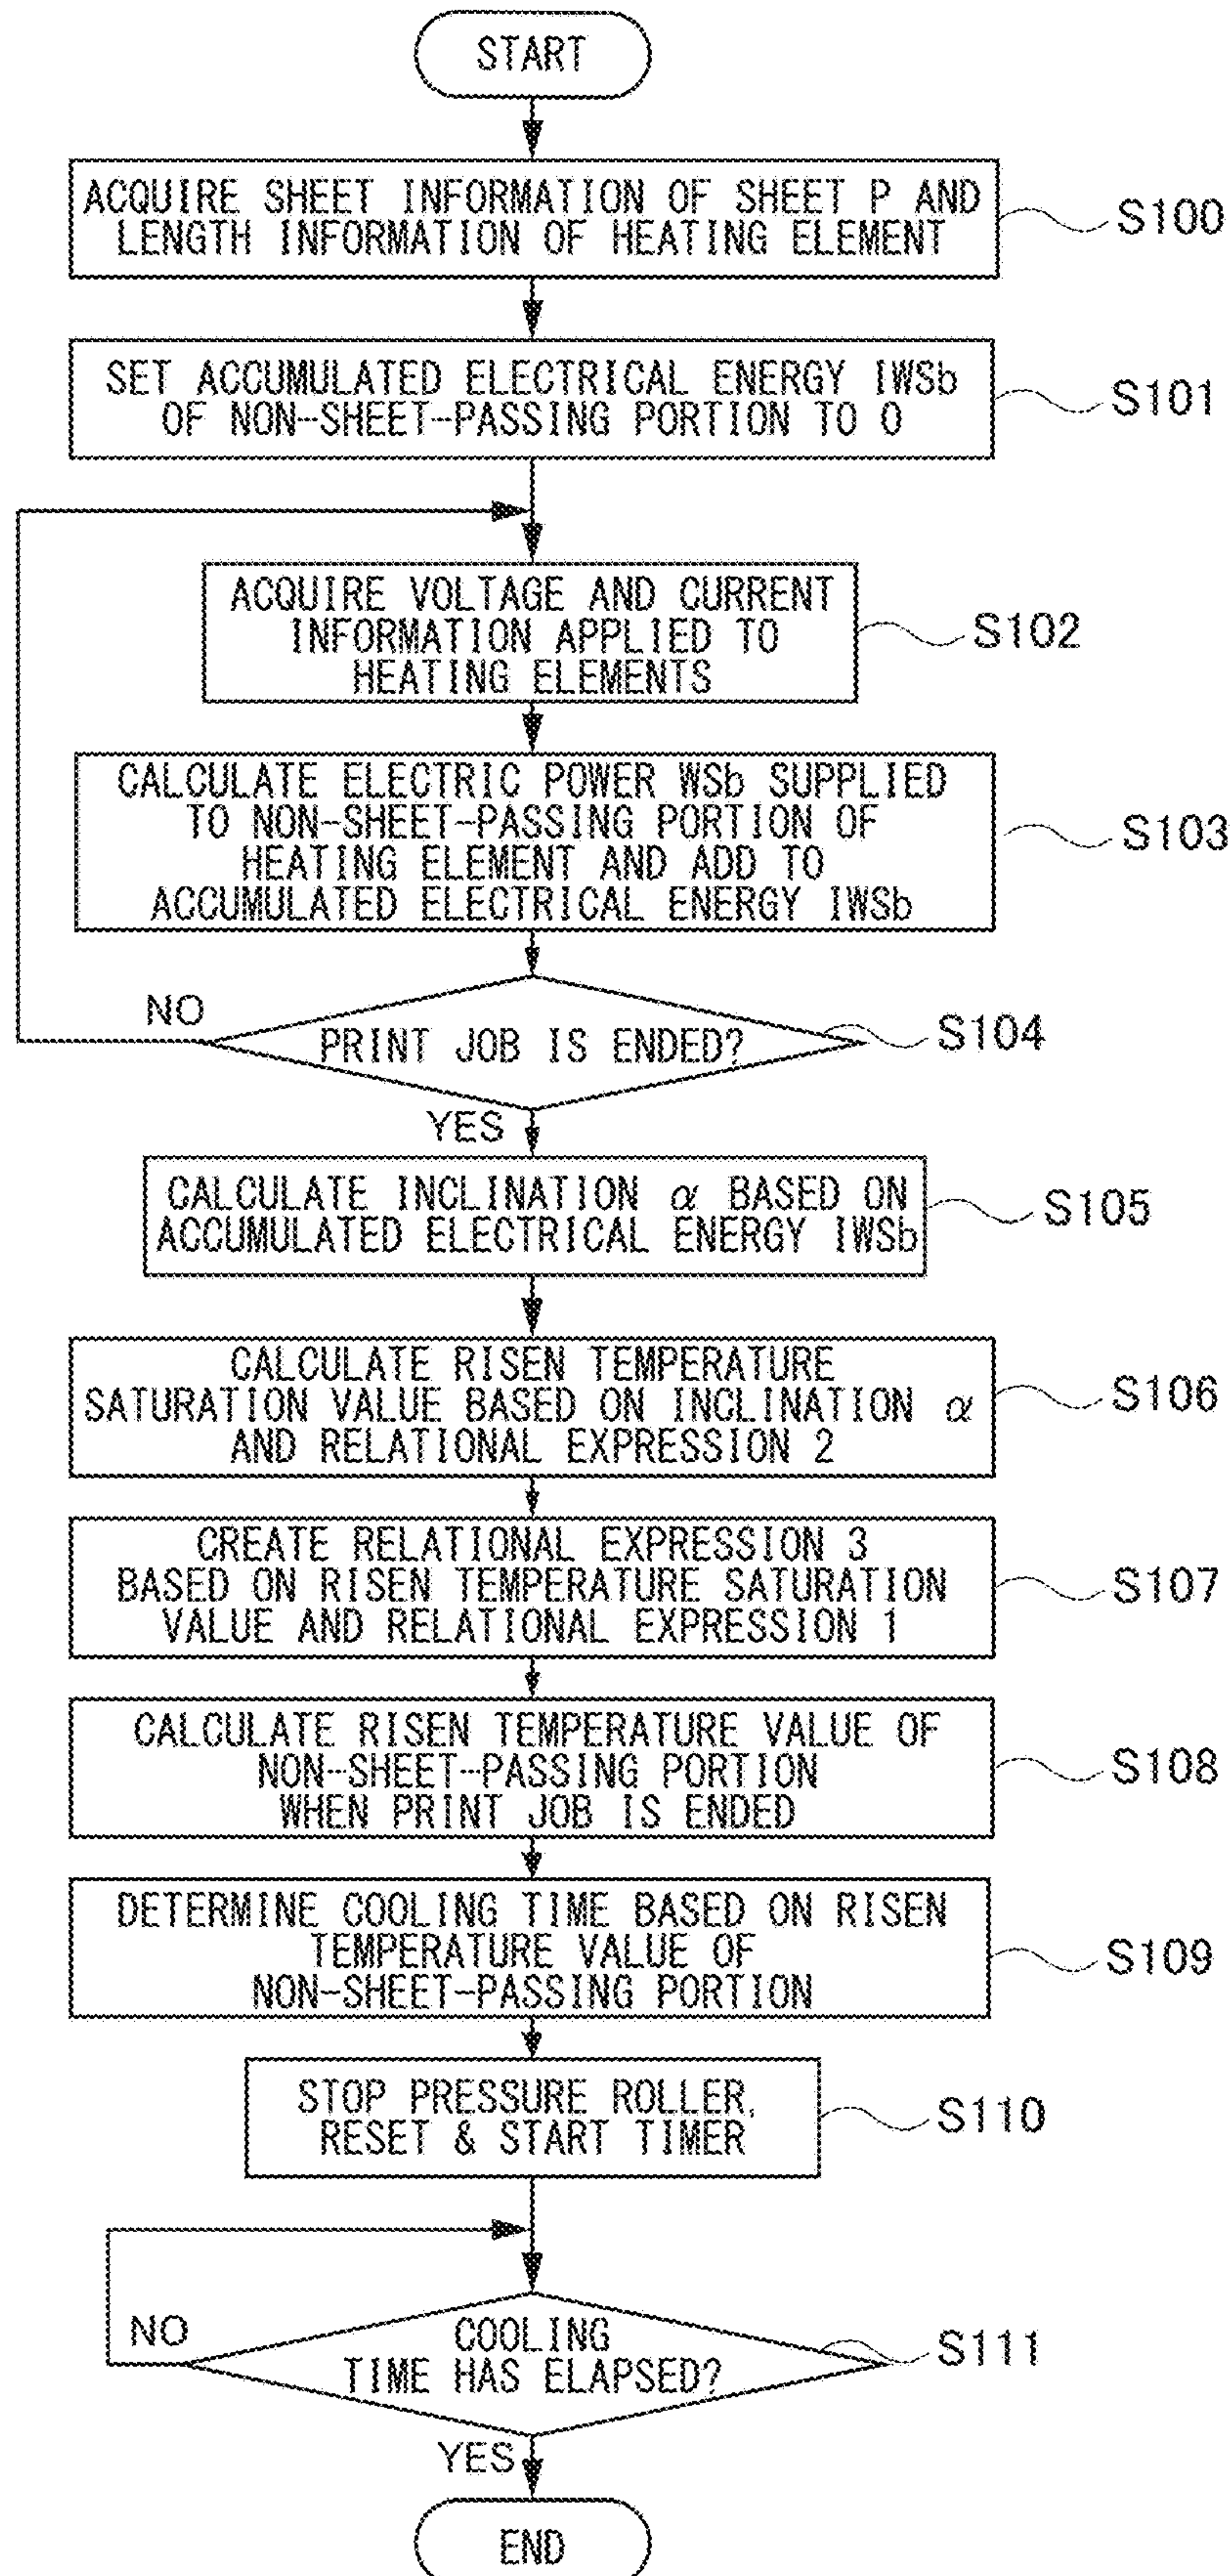 START
ACQUIRE SHEET INFORMATION OF SHEET P AND
LENGTH INFORMATION OF HEATING ELEMENT
S100
SET ACCUMULATED ELECTRICAL ENERGY IWSb
OF NON-SHEET-PASSING PORTION TO 0
S101
ACQUIRE VOLTAGE AND CURRENT
INFORMATION APPLIED TO
HEATING ELEMENTS
S102
CALCULATE ELECTRIC POWER WSb SUPPLIED
TO NON-SHEET-PASSING PORTION OF
HEATING ELEMENT AND ADD TO
ACCUMULATED ELECTRICAL ENERGY IWSb
S103
NO
PRINT JOB IS ENDED?
S104
YES
CALCULATE INCLINATION α BASED ON
ACCUMULATED ELECTRICAL ENERGY IWSb
S105
CALCULATE RISEN TEMPERATURE
SATURATION VALUE BASED ON INCLINATION α
AND RELATIONAL EXPRESSION 2
S106
CREATE RELATIONAL EXPRESSION 3
BASED ON RISEN TEMPERATURE SATURATION
VALUE AND RELATIONAL EXPRESSION 1
S107
CALCULATE RISEN TEMPERATURE VALUE OF
NON-SHEET-PASSING PORTION
WHEN PRINT JOB IS ENDED
S108
DETERMINE COOLING TIME BASED ON RISEN
TEMPERATURE VALUE OF
NON-SHEET-PASSING PORTION
S109
STOP PRESSURE ROLLER,
RESET & START TIMER
S110
NO
COOLING
TIME HAS ELAPSED?
S111
YES
END